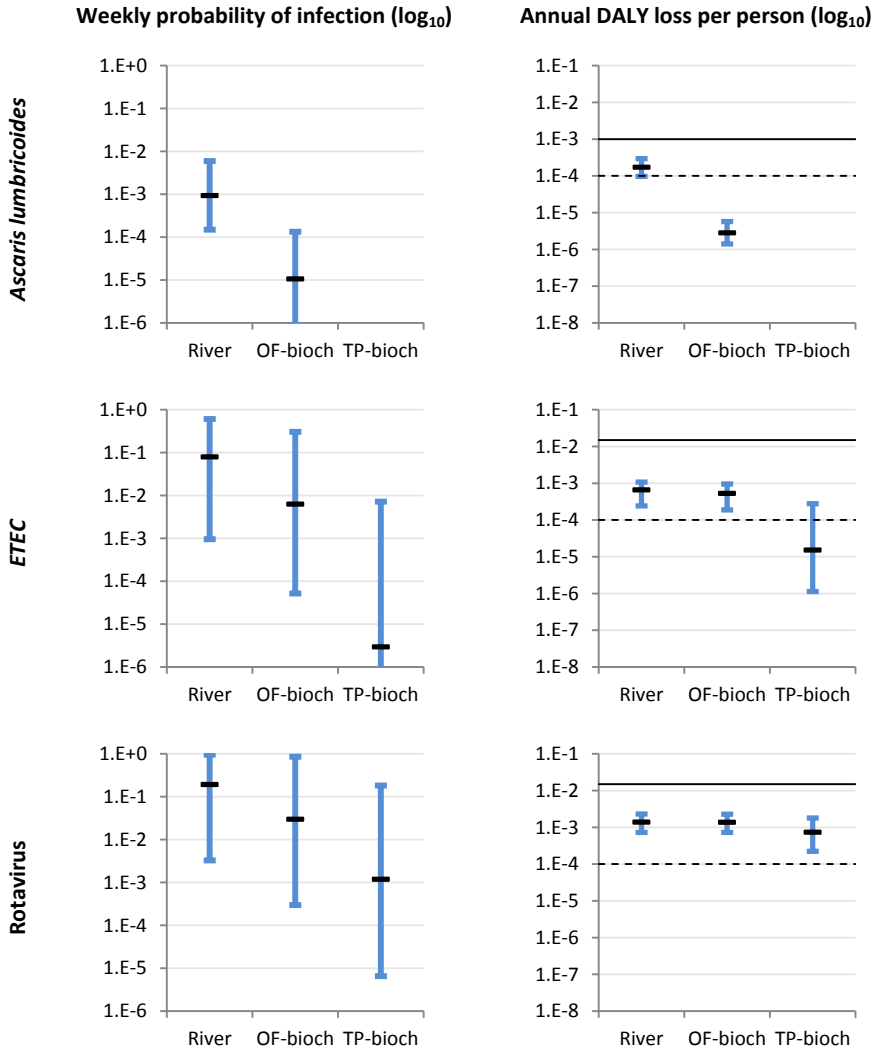 Weekly probability of infection (log10)
Annual DALY loss per person (log10)
Ascaris lumbricoides
1.E+0
1.E-1
1.E-2
1.E-3
1.E-4
1.E-5
1.E-6
River OF-bioch TP-bioch
1.E-1
1.E-2
1.E-3
1.E-4
1.E-5
1.E-6
1.E-7
1.E-8
River OF-bioch TP-bioch
ETEC
1.E+0
1.E-1
1.E-2
1.E-3
1.E-4
1.E-5
1.E-6
River OF-bioch TP-bioch
1.E-1
1.E-2
1.E-3
1.E-4
1.E-5
1.E-6
1.E-7
1.E-8
River OF-bioch TP-bioch
Rotavirus
1.E+0
1.E-1
1.E-2
1.E-3
1.E-4
1.E-5
1.E-6
River OF-bioch TP-bioch
1.E-1
1.E-2
1.E-3
1.E-4
1.E-5
1.E-6
1.E-7
1.E-8
River OF-bioch TP-bioch